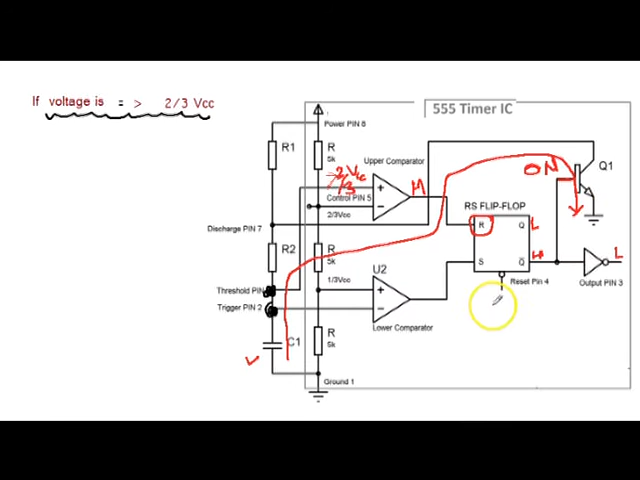 If voltage is = > 2/3 Vcc
555 Timer IC
Power PIN 8
R1
R
5k
Upper Comparator
Q1
ON
2/3 Vcc
+
H
Control PIN 5
-
2/3Vcc
RS FLIP-FLOP
R
Q
L
Discharge PIN 7
R2
R
5k
U2
S
Q
H
L
Threshold PIN
1/3Vcc
+
Reset Pin 4
Output PIN 3
Trigger PIN 2
-
C1
R
5k
Lower Comparator
Ground 1